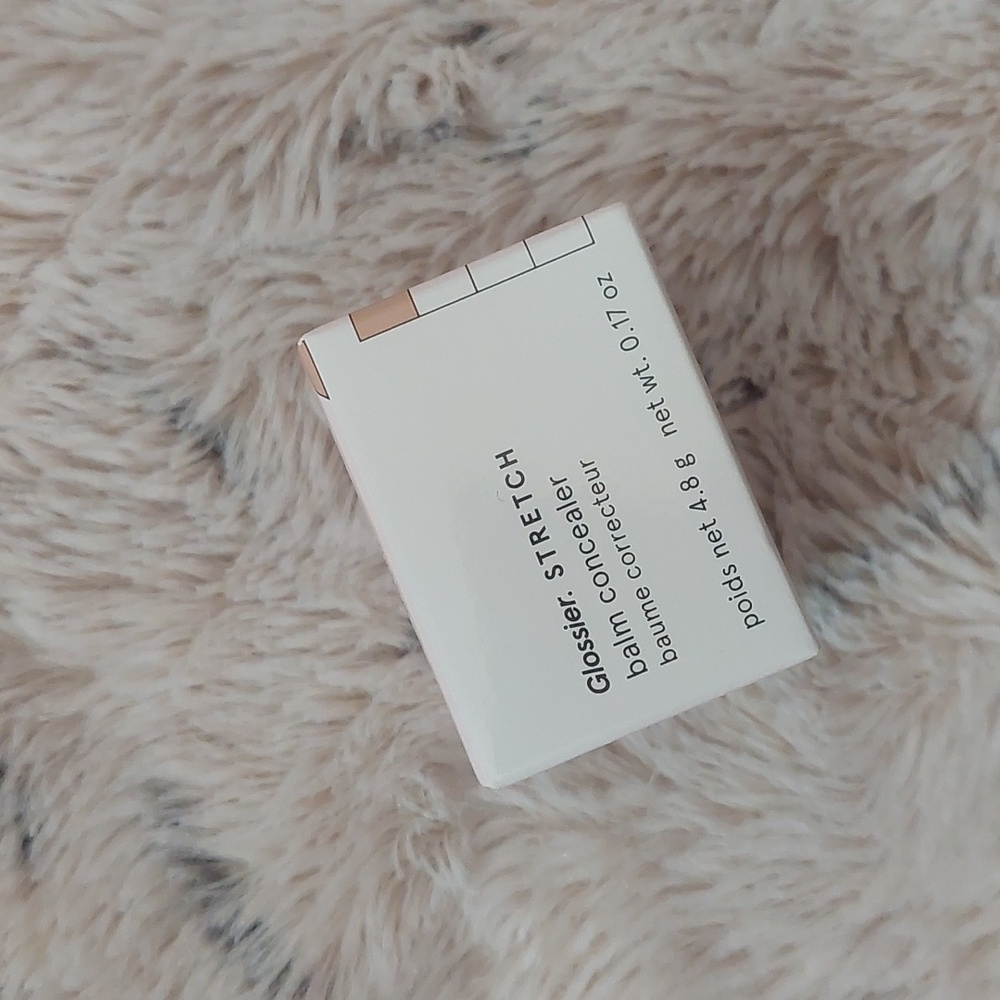 Glossier. STRETCH
balm concealer
baume correcteur
poids net 4.8 g net wt. 0.17 oz